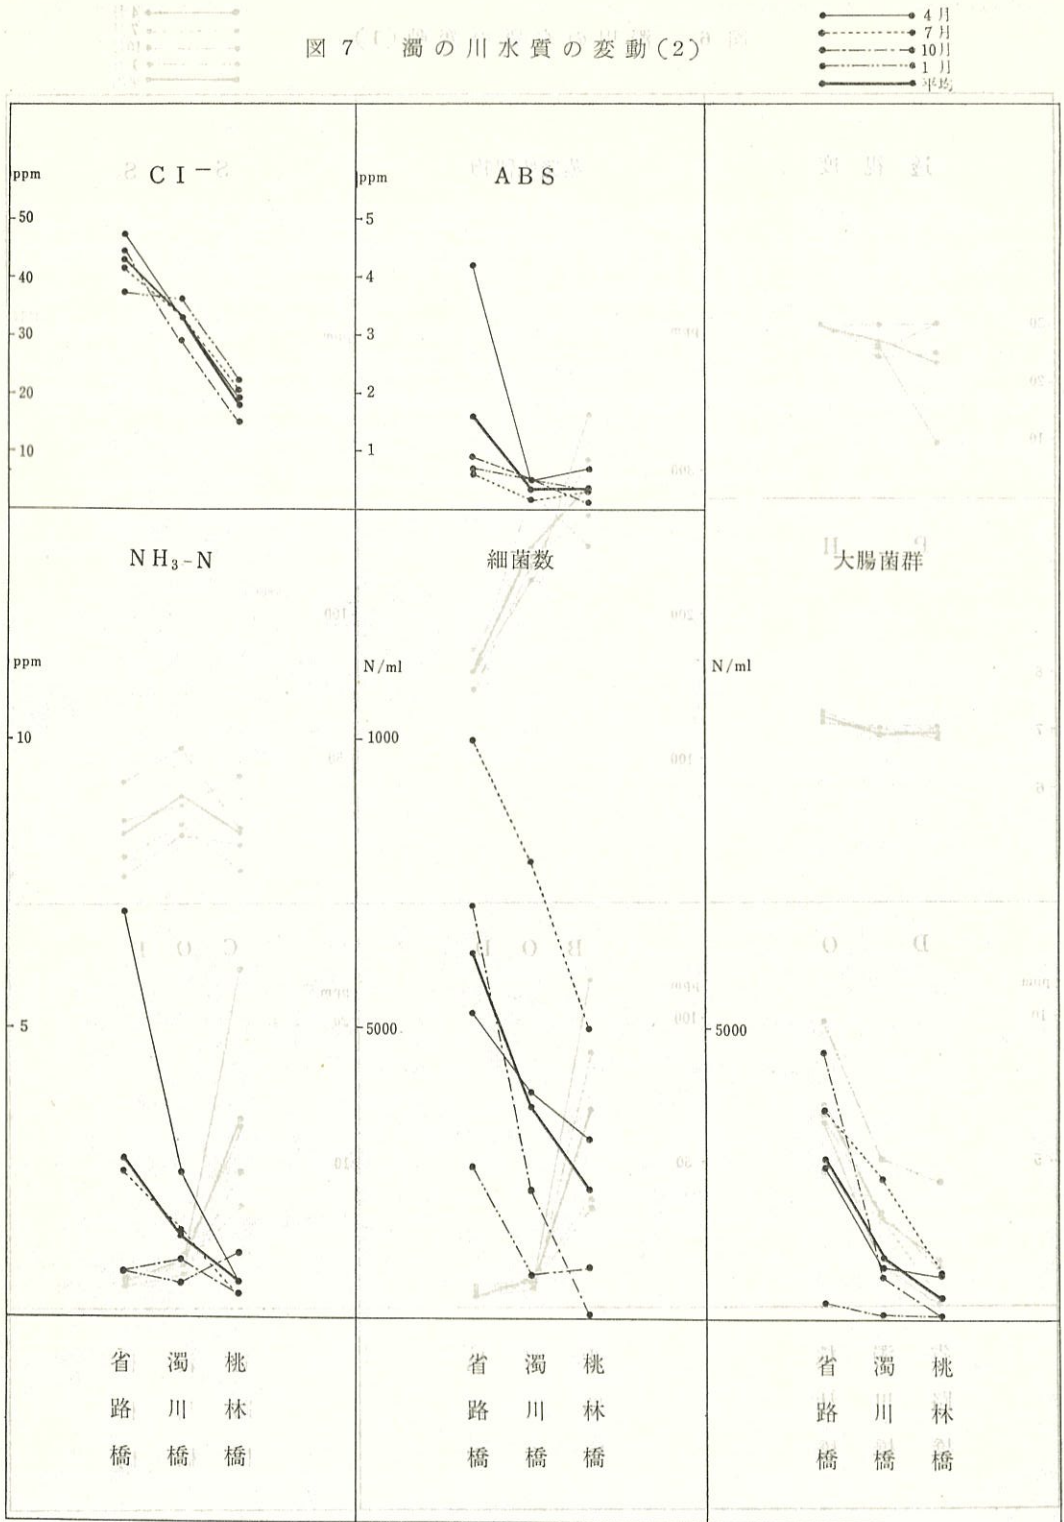 図7 濁の川水質の変動(2)
4月
7月
10月
1月
平均
ppm
CI⁻
50
40
30
20
10
ppm
ABS
5
4
3
2
1
NH₃-N
ppm
10
5
細菌数
N/ml
1000
5000
大腸菌群
N/ml
5000
省路橋
濁川橋
桃林橋
省路橋
濁川橋
桃林橋
省路橋
濁川橋
桃林橋